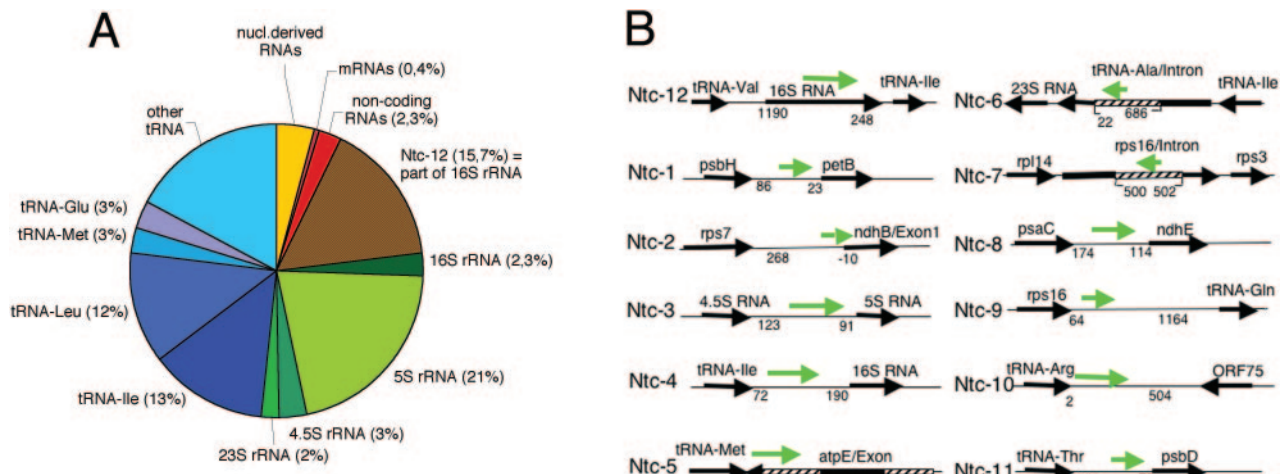 A
nucl.derived
RNAs
mRNAs (0,4%)
non-coding
RNAs (2,3%)
Ntc-12 (15,7%) =
part of 16S rRNA
16S rRNA (2,3%)
5S rRNA (21%)
4.5S rRNA (3%)
23S rRNA (2%)
tRNA-Ile (13%)
tRNA-Leu (12%)
tRNA-Met (3%)
tRNA-Glu (3%)
other
tRNA
B
Ntc-12 tRNA-Val 16S RNA tRNA-Ile
1190 248
Ntc-1 psbH petB
86 23
Ntc-2 rps7 ndhB/Exon1
268 -10
Ntc-3 4.5S RNA 5S RNA
123 91
Ntc-4 tRNA-Ile 16S RNA
72 190
Ntc-5 tRNA-Met atpE/Exon
Ntc-6 23S RNA tRNA-Ala/Intron tRNA-Ile
22 686
Ntc-7 rpl14 rps16/Intron rps3
500 502
Ntc-8 psaC ndhE
174 114
Ntc-9 rps16 tRNA-Gln
64 1164
Ntc-10 tRNA-Arg ORF75
2 504
Ntc-11 tRNA-Thr psbD